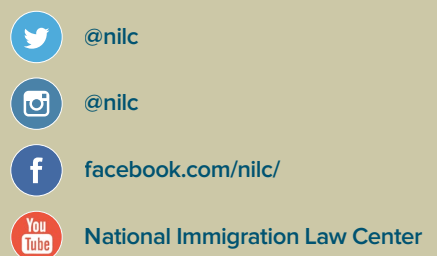 @nilc
@nilc
facebook.com/nilc/
You
Tube
National Immigration Law Center